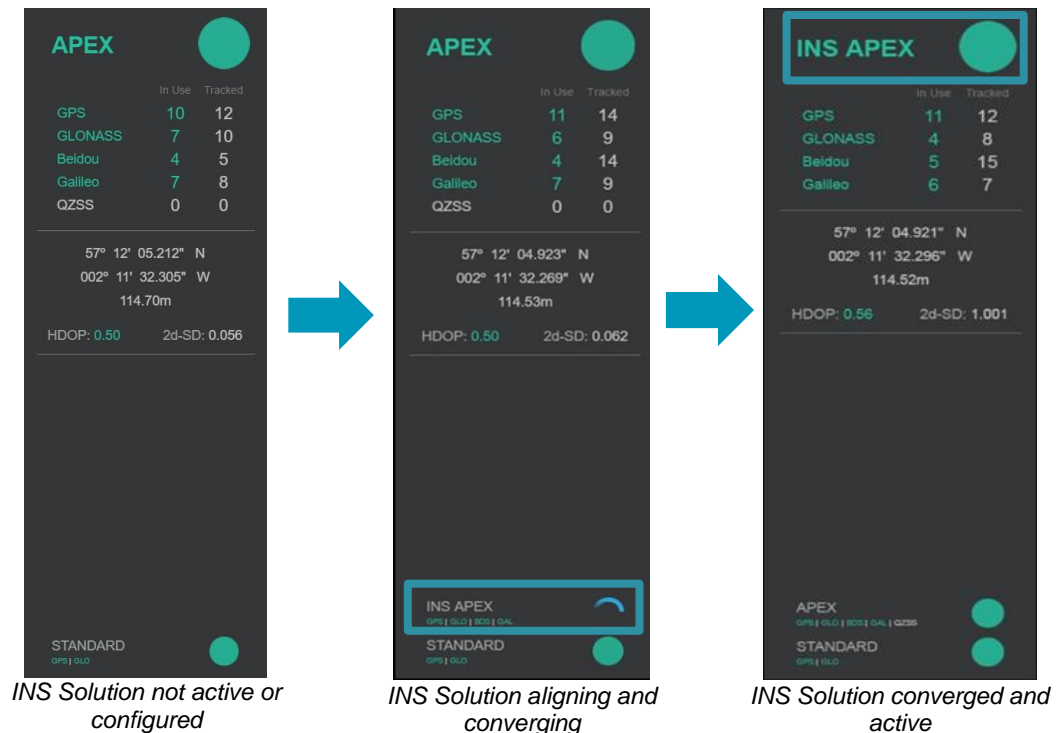 APEX
In Use Tracked
GPS 10 12
GLONASS 7 10
Beidou 4 5
Galileo 7 8
QZSS 0 0
57º 12' 05.212" N
002º 11' 32.305" W
114.70m
HDOP: 0.50 2d-SD: 0.056
STANDARD
GPS | GLO
INS Solution not active or
configured
APEX
In Use Tracked
GPS 11 14
GLONASS 6 9
Beidou 4 14
Galileo 7 9
QZSS 0 0
57º 12' 04.923" N
002º 11' 32.269" W
114.53m
HDOP: 0.50 2d-SD: 0.062
INS APEX
GPS | GLO | BDS | GAL
STANDARD
GPS | GLO
INS Solution aligning and
converging
INS APEX
In Use Tracked
GPS 11 12
GLONASS 4 8
Beidou 5 15
Galileo 6 7
57º 12' 04.921" N
002º 11' 32.296" W
114.52m
HDOP: 0.56 2d-SD: 1.001
APEX
GPS | GLO | BDS | GAL | QZSS
STANDARD
GPS | GLO
INS Solution converged and
active